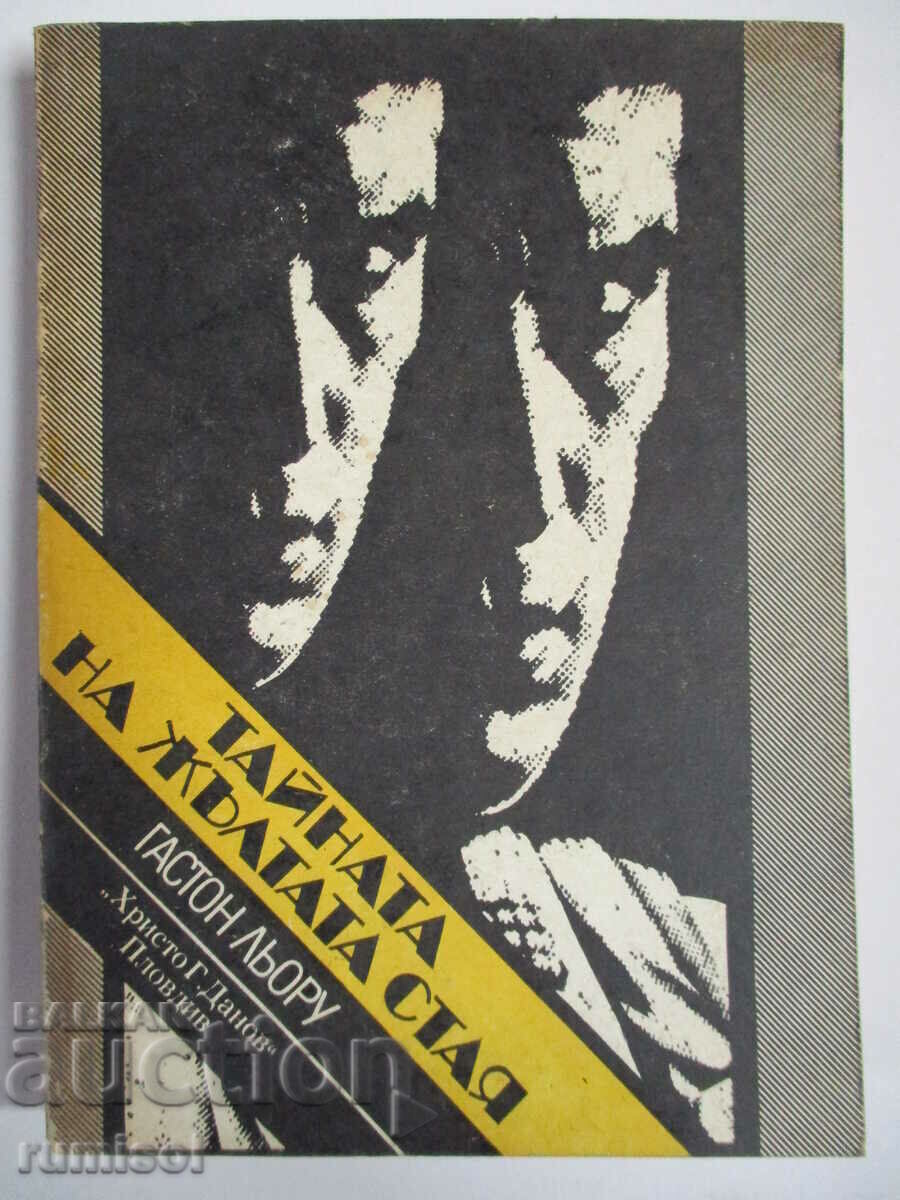 ТАЙНАТА
НА ЖЪЛТАТА СТАЯ
ГАСТОН ЛЬОРУ
„Христо Г. Данов“
Пловдив
BALKAN
Auction
rumisol